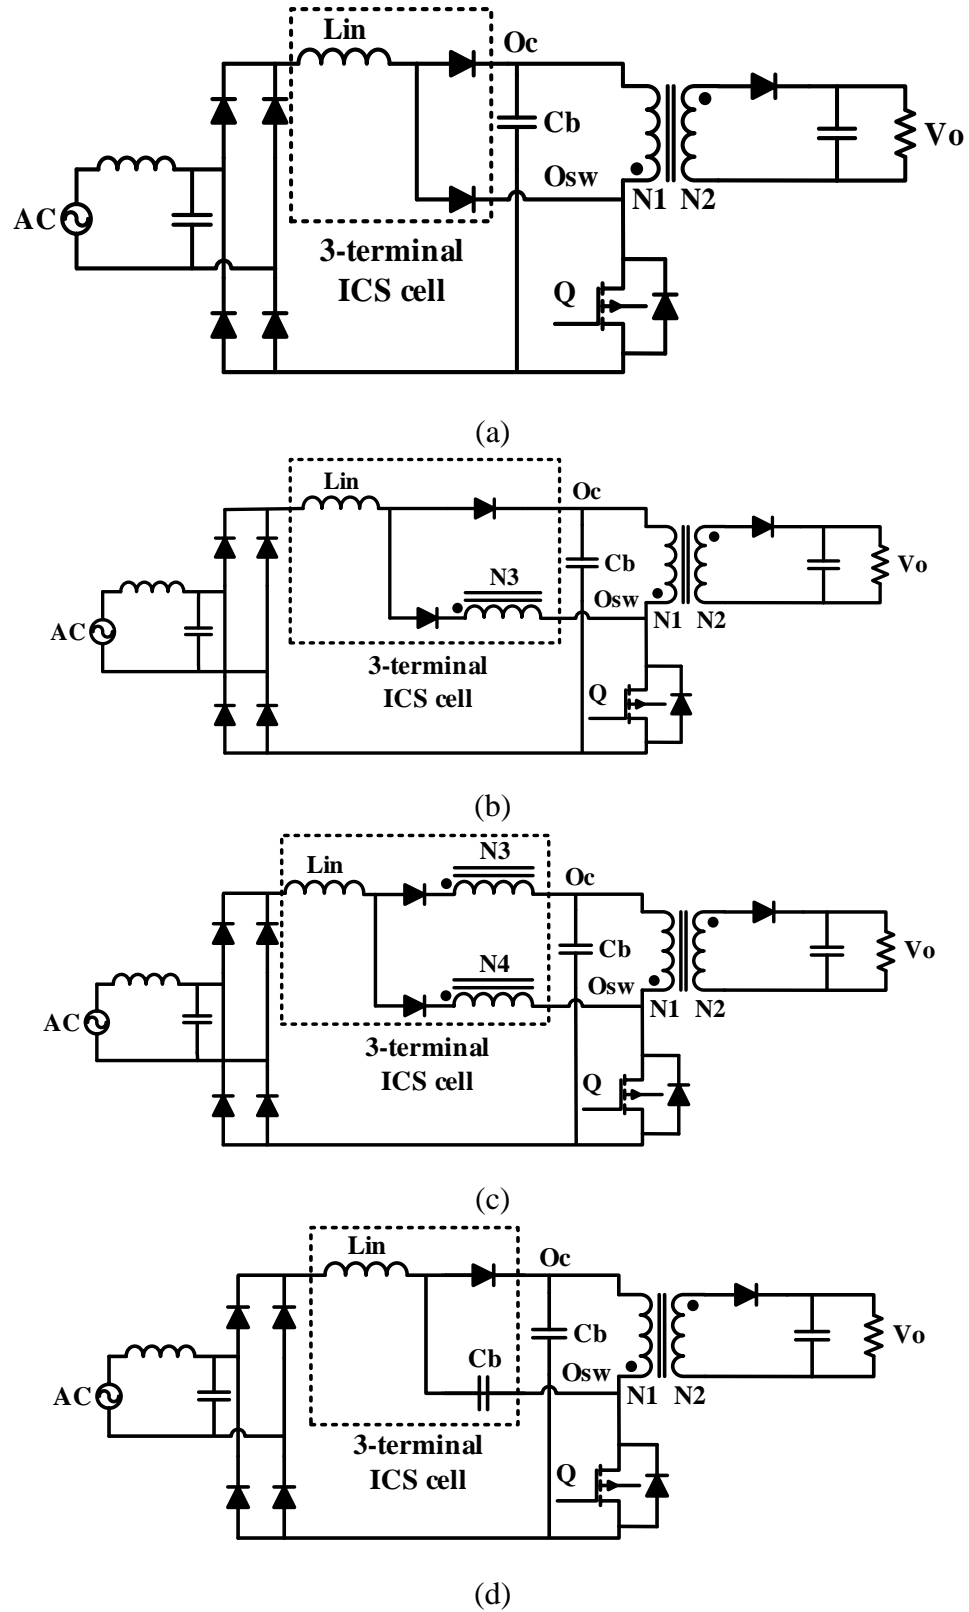 Lin
Oc
Cb
Vo
Osw
N1 N2
AC
3-terminal
ICS cell
Q
(a)
Lin
Oc
Cb
Vo
N3
Osw
N1 N2
AC
3-terminal
ICS cell
Q
(b)
N3
Lin
Oc
Cb
Vo
N4
Osw
N1 N2
AC
3-terminal
ICS cell
Q
(c)
Lin
Oc
Cb
Vo
Cb
Osw
N1 N2
AC
3-terminal
ICS cell
Q
(d)